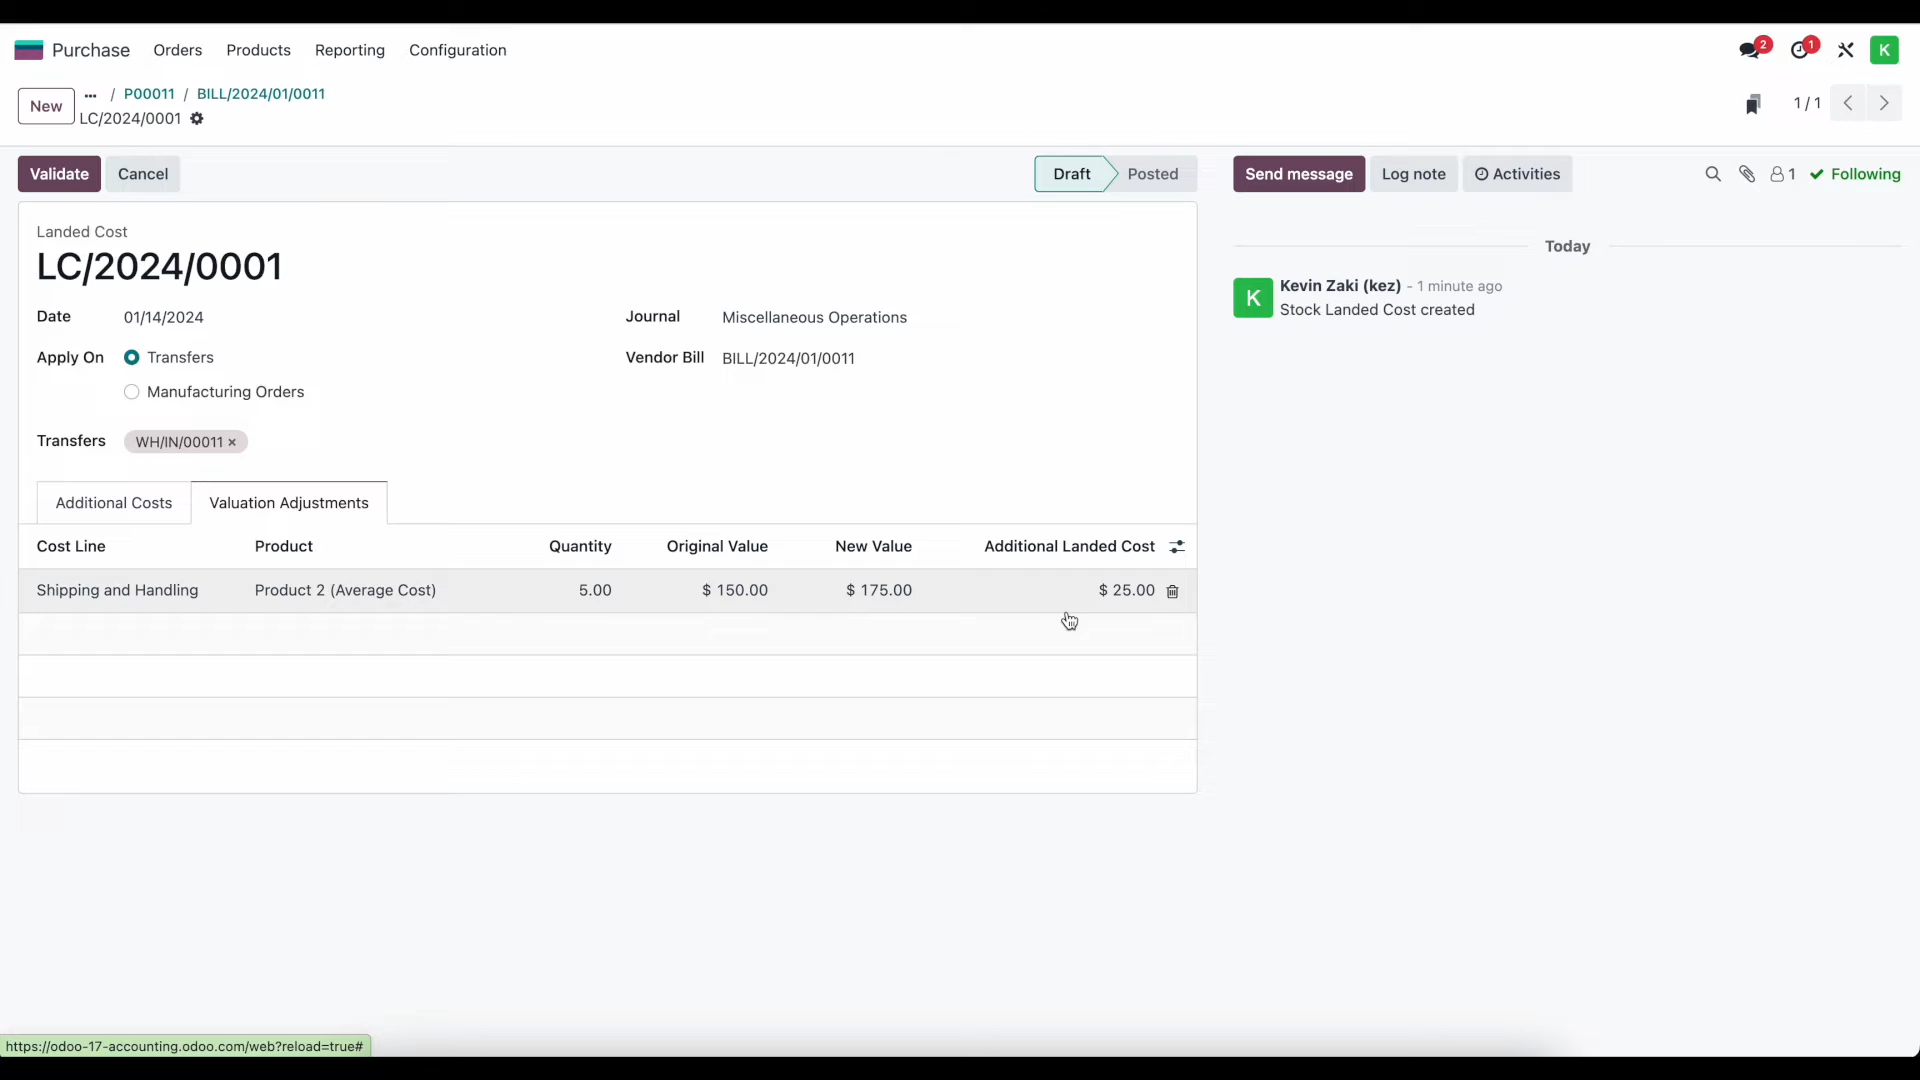 Purchase Orders Products Reporting Configuration 2 1 K
New ... / P00011 / BILL/2024/01/0011
LC/2024/0001
1 / 1
Validate Cancel Draft Posted Send message Log note Activities 1 Following
Landed Cost
LC/2024/0001
Date 01/14/2024
Journal Miscellaneous Operations
Apply On Transfers
Manufacturing Orders
Vendor Bill BILL/2024/01/0011
Transfers WH/IN/00011 ×
Additional Costs Valuation Adjustments
Cost Line Product Quantity Original Value New Value Additional Landed Cost
Shipping and Handling Product 2 (Average Cost) 5.00 $ 150.00 $ 175.00 $ 25.00
Today
K Kevin Zaki (kez) - 1 minute ago
Stock Landed Cost created
https://odoo-17-accounting.odoo.com/web?reload=true#